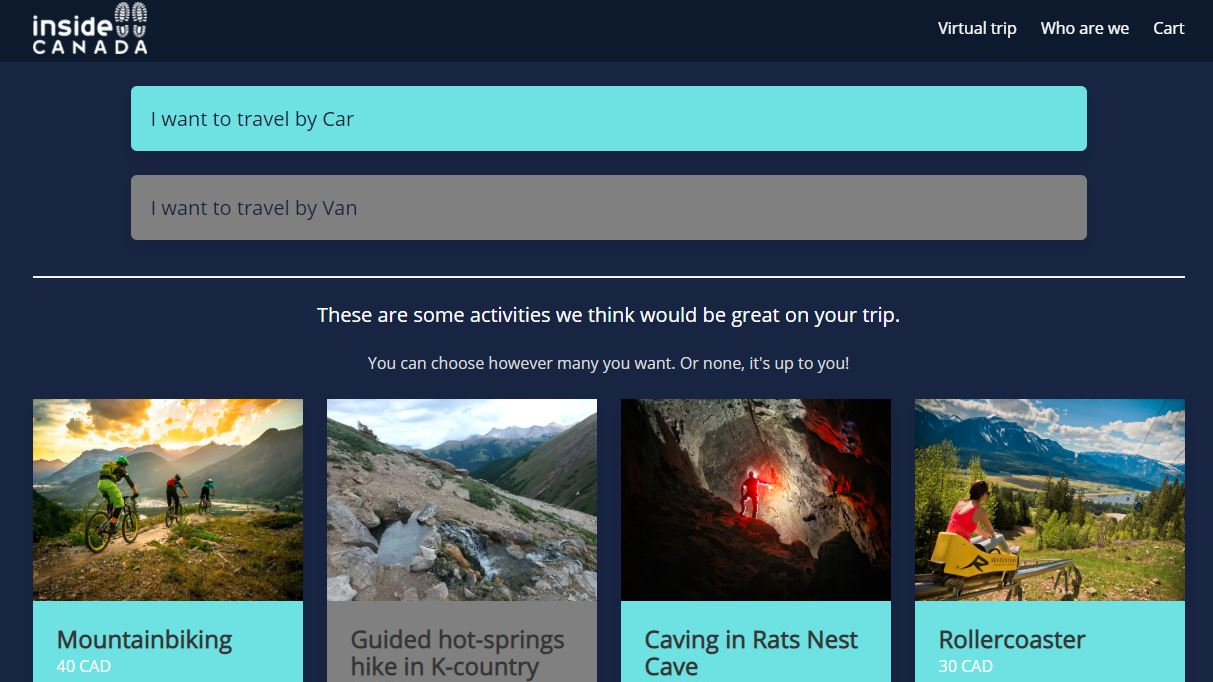 inside
CANADA
Virtual trip Who are we Cart
I want to travel by Car
I want to travel by Van
These are some activities we think would be great on your trip.
You can choose however many you want. Or none, it's up to you!
Mountainbiking
40 CAD
Guided hot-springs
hike in K-country
Caving in Rats Nest
Cave
Rollercoaster
30 CAD